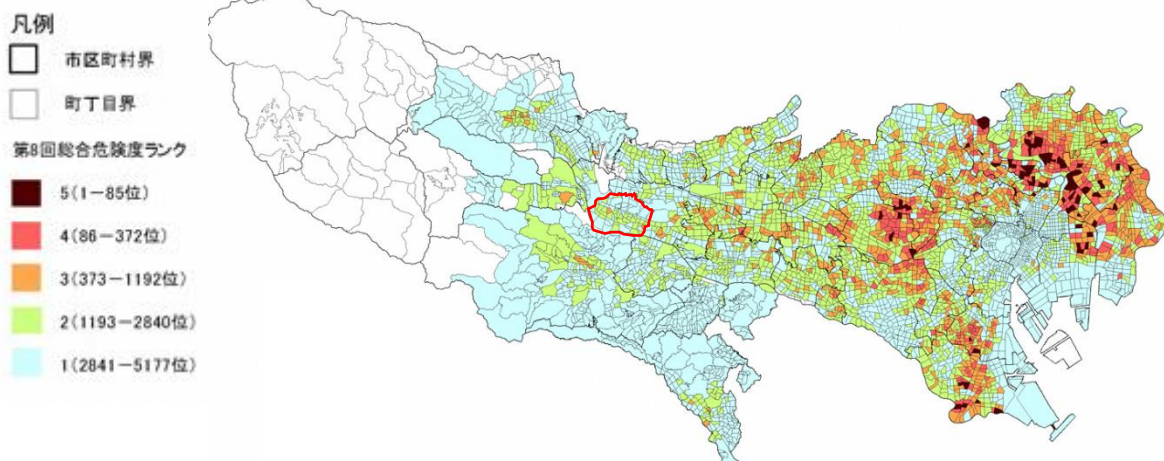 凡例
市区町村界
町丁目界
第8回総合危険度ランク
5(1-85位)
4(86-372位)
3(373-1192位)
2(1193-2840位)
1(2841-5177位)